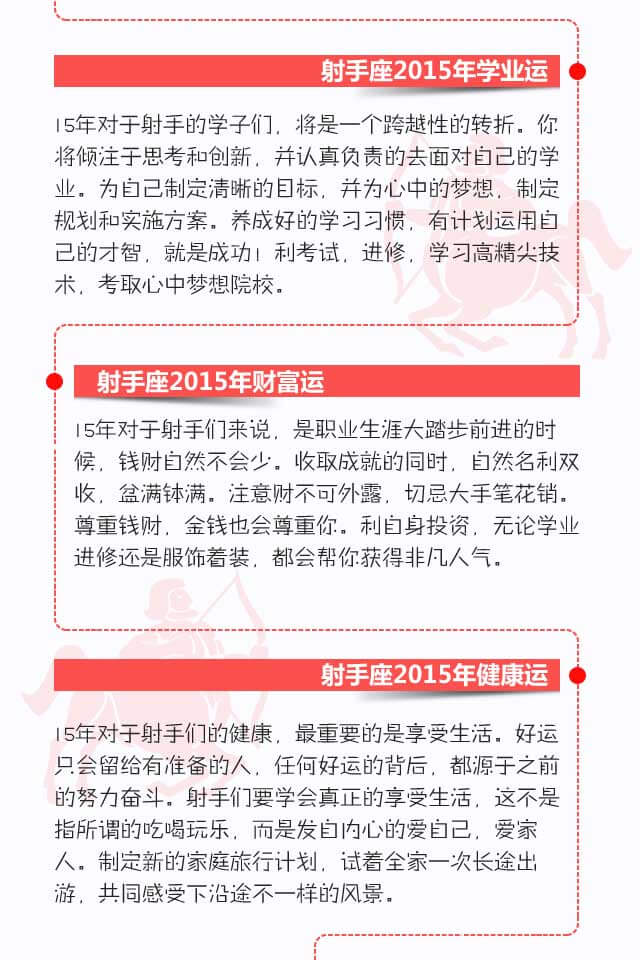 射手座2015年学业运
15年对于射手的学子们，将是一个跨越性的转折。你
将倾注于思考和创新，并认真负责的去面对自己的学
业。为自己制定清晰的目标，并为心中的梦想，制定
规划和实施方案。养成好的学习习惯，有计划运用自
己的才智，就是成功！利考试，进修，学习高精尖技
术，考取心中梦想院校。
射手座2015年财富运
15年对于射手们来说，是职业生涯大踏步前进的时
候，钱财自然不会少。收取成就的同时，自然名利双
收，盆满钵满。注意财不可外露，切忌大手笔花销。
尊重钱财，金钱也会尊重你。利自身投资，无论学业
进修还是服饰着装，都会帮你获得非凡人气。
射手座2015年健康运
15年对于射手们的健康，最重要的是享受生活。好运
只会留给有准备的人，任何好运的背后，都源于之前
的努力奋斗。射手们要学会真正的享受生活，这不是
指所谓的吃喝玩乐，而是发自内心的爱自己，爱家
人。制定新的家庭旅行计划，试着全家一次长途出
游，共同感受下沿途不一样的风景。